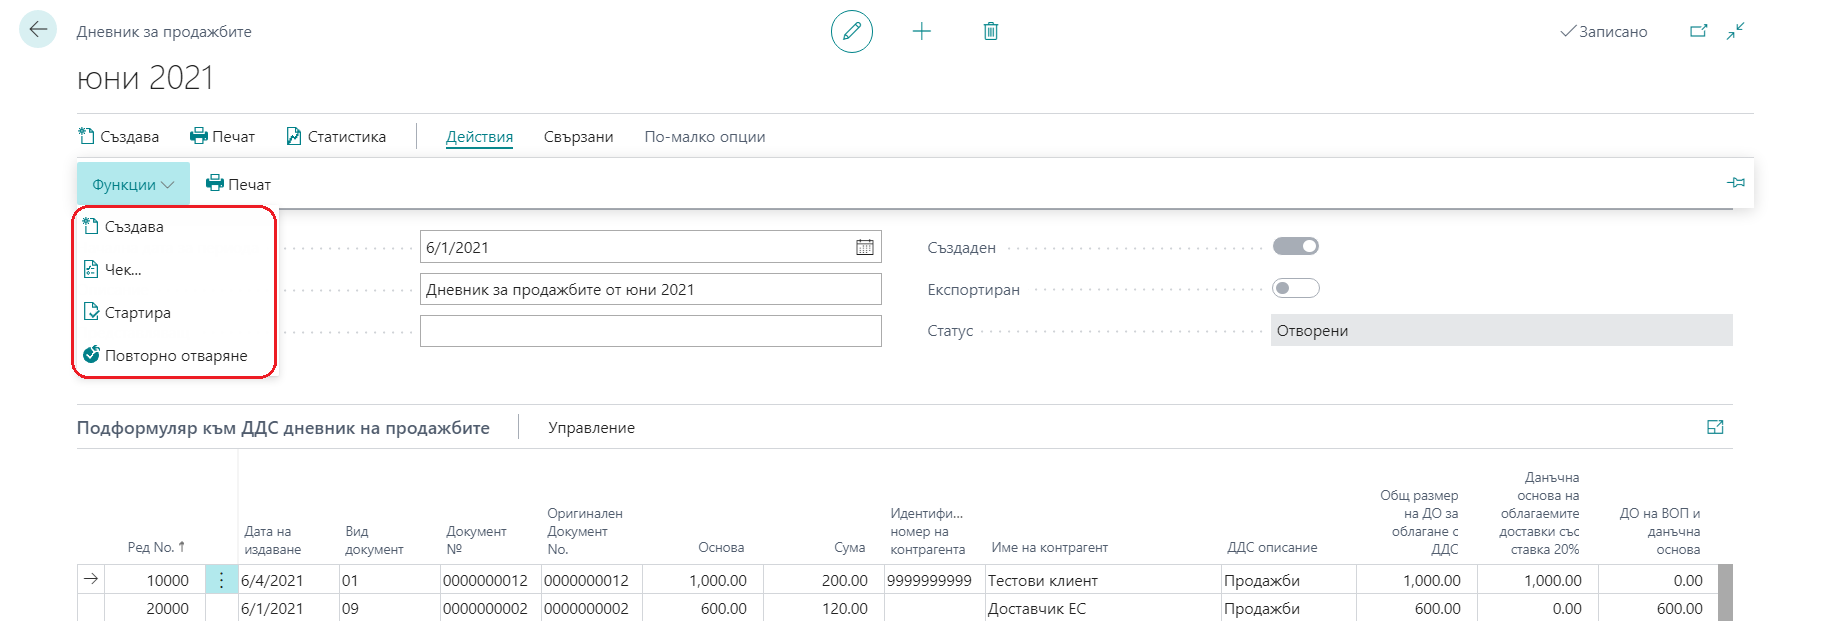 Дневник за продажбите
Записано
юни 2021
Създава Печат Статистика Действия Свързани По-малко опции
Функции Печат
Създава
Чек...
Стартира
Повторно отваряне
6/1/2021
Дневник за продажбите от юни 2021
Създаден
Експортиран
Статус Отворени
Подформуляр към ДДС дневник на продажбите Управление
Ред No. ↑
Дата на
издаване
Вид
документ
Документ
№
Оригинален
Документ
No.
Основа
Сума
Идентифи...
номер на
контрагента
Име на контрагент
ДДС описание
Общ размер
на ДО за
облагане с
ДДС
Данъчна
основа на
облагаемите
доставки със
ставка 20%
ДО на ВОП и
данъчна
основа
10000 6/4/2021 01 0000000012 0000000012 1,000.00 200.00 9999999999 Тестови клиент Продажби 1,000.00 1,000.00 0.00
20000 6/1/2021 09 0000000002 0000000002 600.00 120.00 Доставчик ЕС Продажби 600.00 0.00 600.00